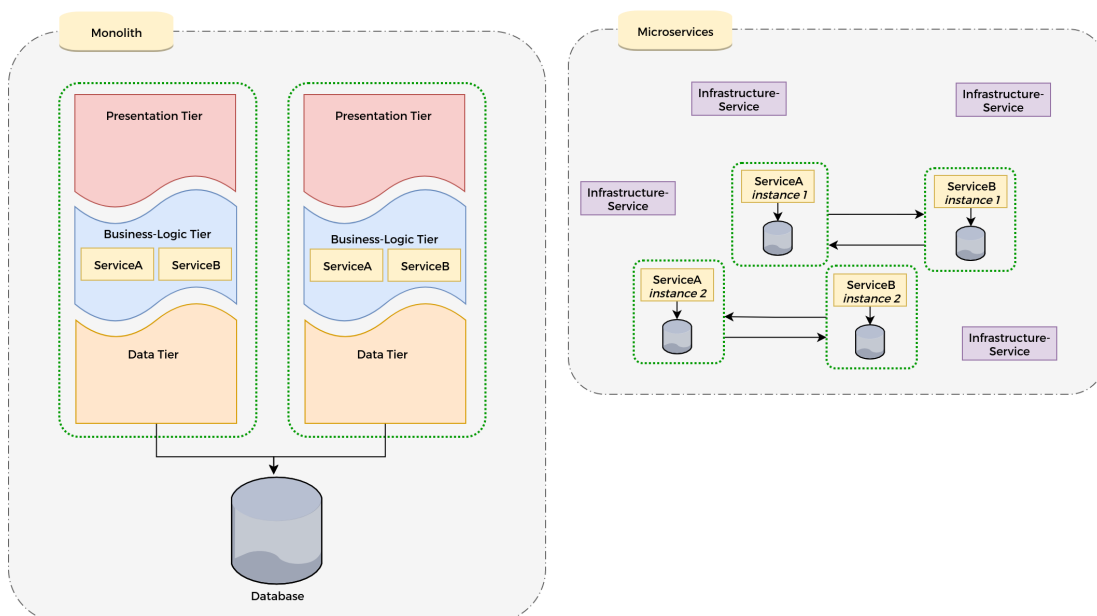 Monolith
Presentation Tier
Business-Logic Tier
ServiceA
ServiceB
Data Tier
Presentation Tier
Business-Logic Tier
ServiceA
ServiceB
Data Tier
Database
Microservices
Infrastructure-
Service
Infrastructure-
Service
Infrastructure-
Service
ServiceA
instance 1
ServiceB
instance 1
ServiceA
instance 2
ServiceB
instance 2
Infrastructure-
Service